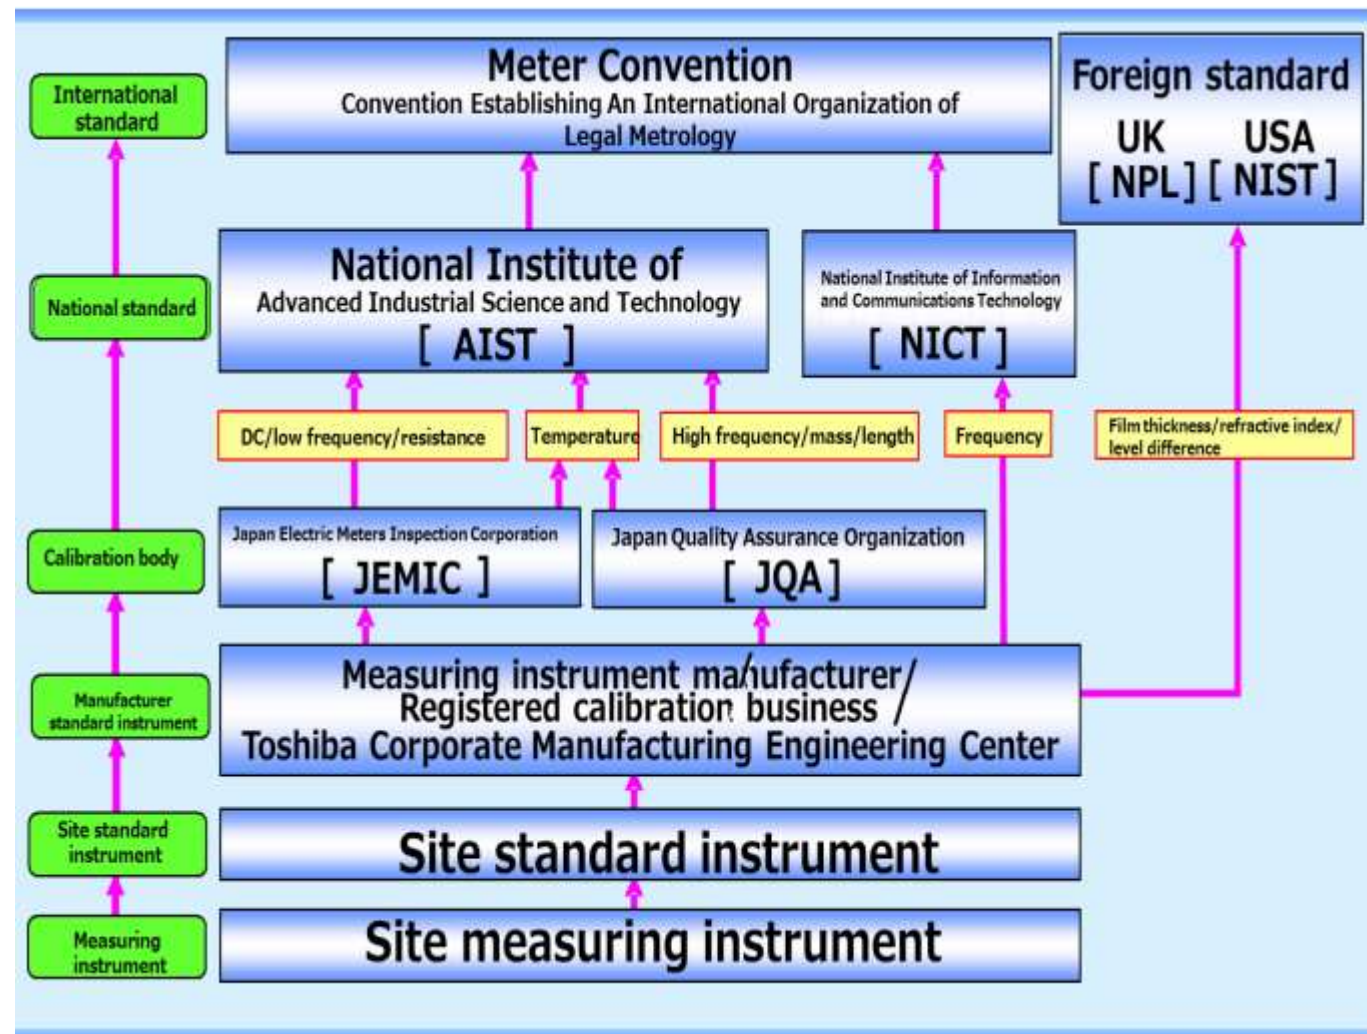 International
standard
Meter Convention
Convention Establishing An International Organization of
Legal Metrology
Foreign standard
UK USA
[ NPL ] [ NIST ]
National standard
National Institute of
Advanced Industrial Science and Technology
[ AIST ]
National Institute of Information
and Communications Technology
[ NICT ]
DC/low frequency/resistance
Temperature
High frequency/mass/length
Frequency
Film thickness/refractive index/
level difference
Calibration body
Japan Electric Meters Inspection Corporation
[ JEMIC ]
Japan Quality Assurance Organization
[ JQA ]
Manufacturer
standard instrument
Measuring instrument manufacturer/
Registered calibration business /
Toshiba Corporate Manufacturing Engineering Center
Site standard
instrument
Site standard instrument
Measuring
instrument
Site measuring instrument